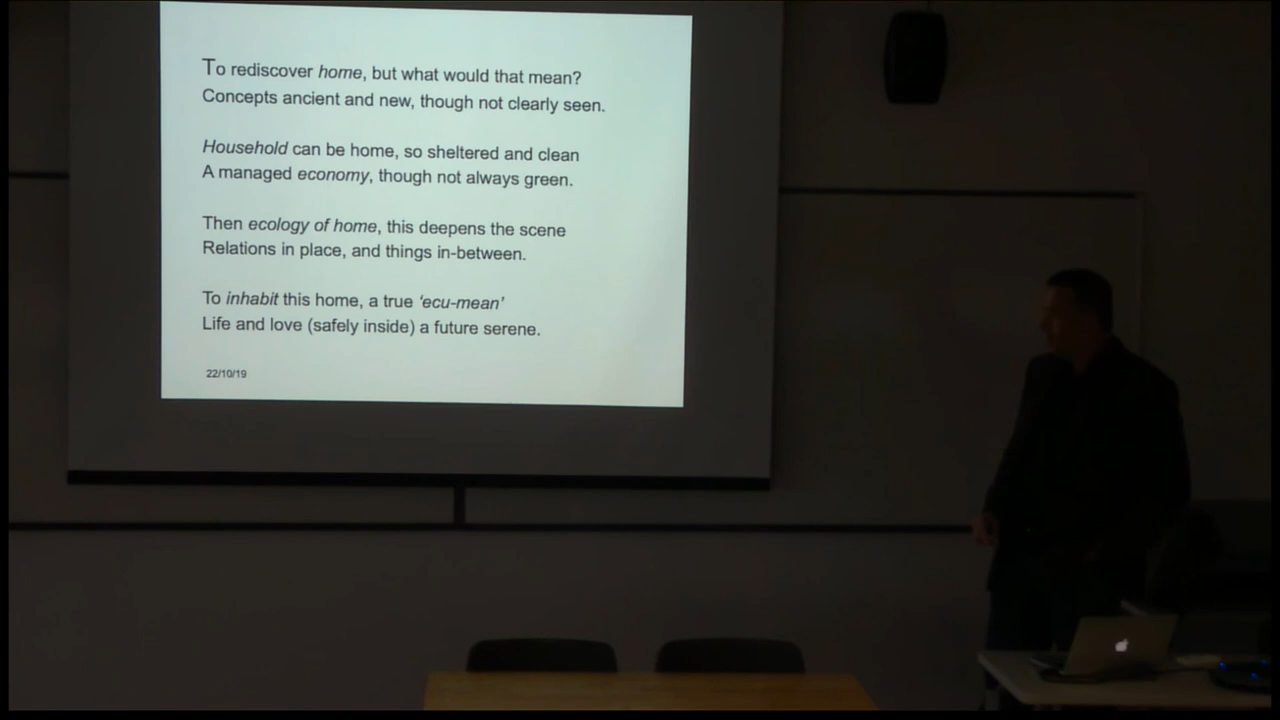 To rediscover home, but what would that mean?
Concepts ancient and new, though not clearly seen.
Household can be home, so sheltered and clean
A managed economy, though not always green.
Then ecology of home, this deepens the scene
Relations in place, and things in-between.
To inhabit this home, a true ‘ecu-mean’
Life and love (safely inside) a future serene.
22/10/19